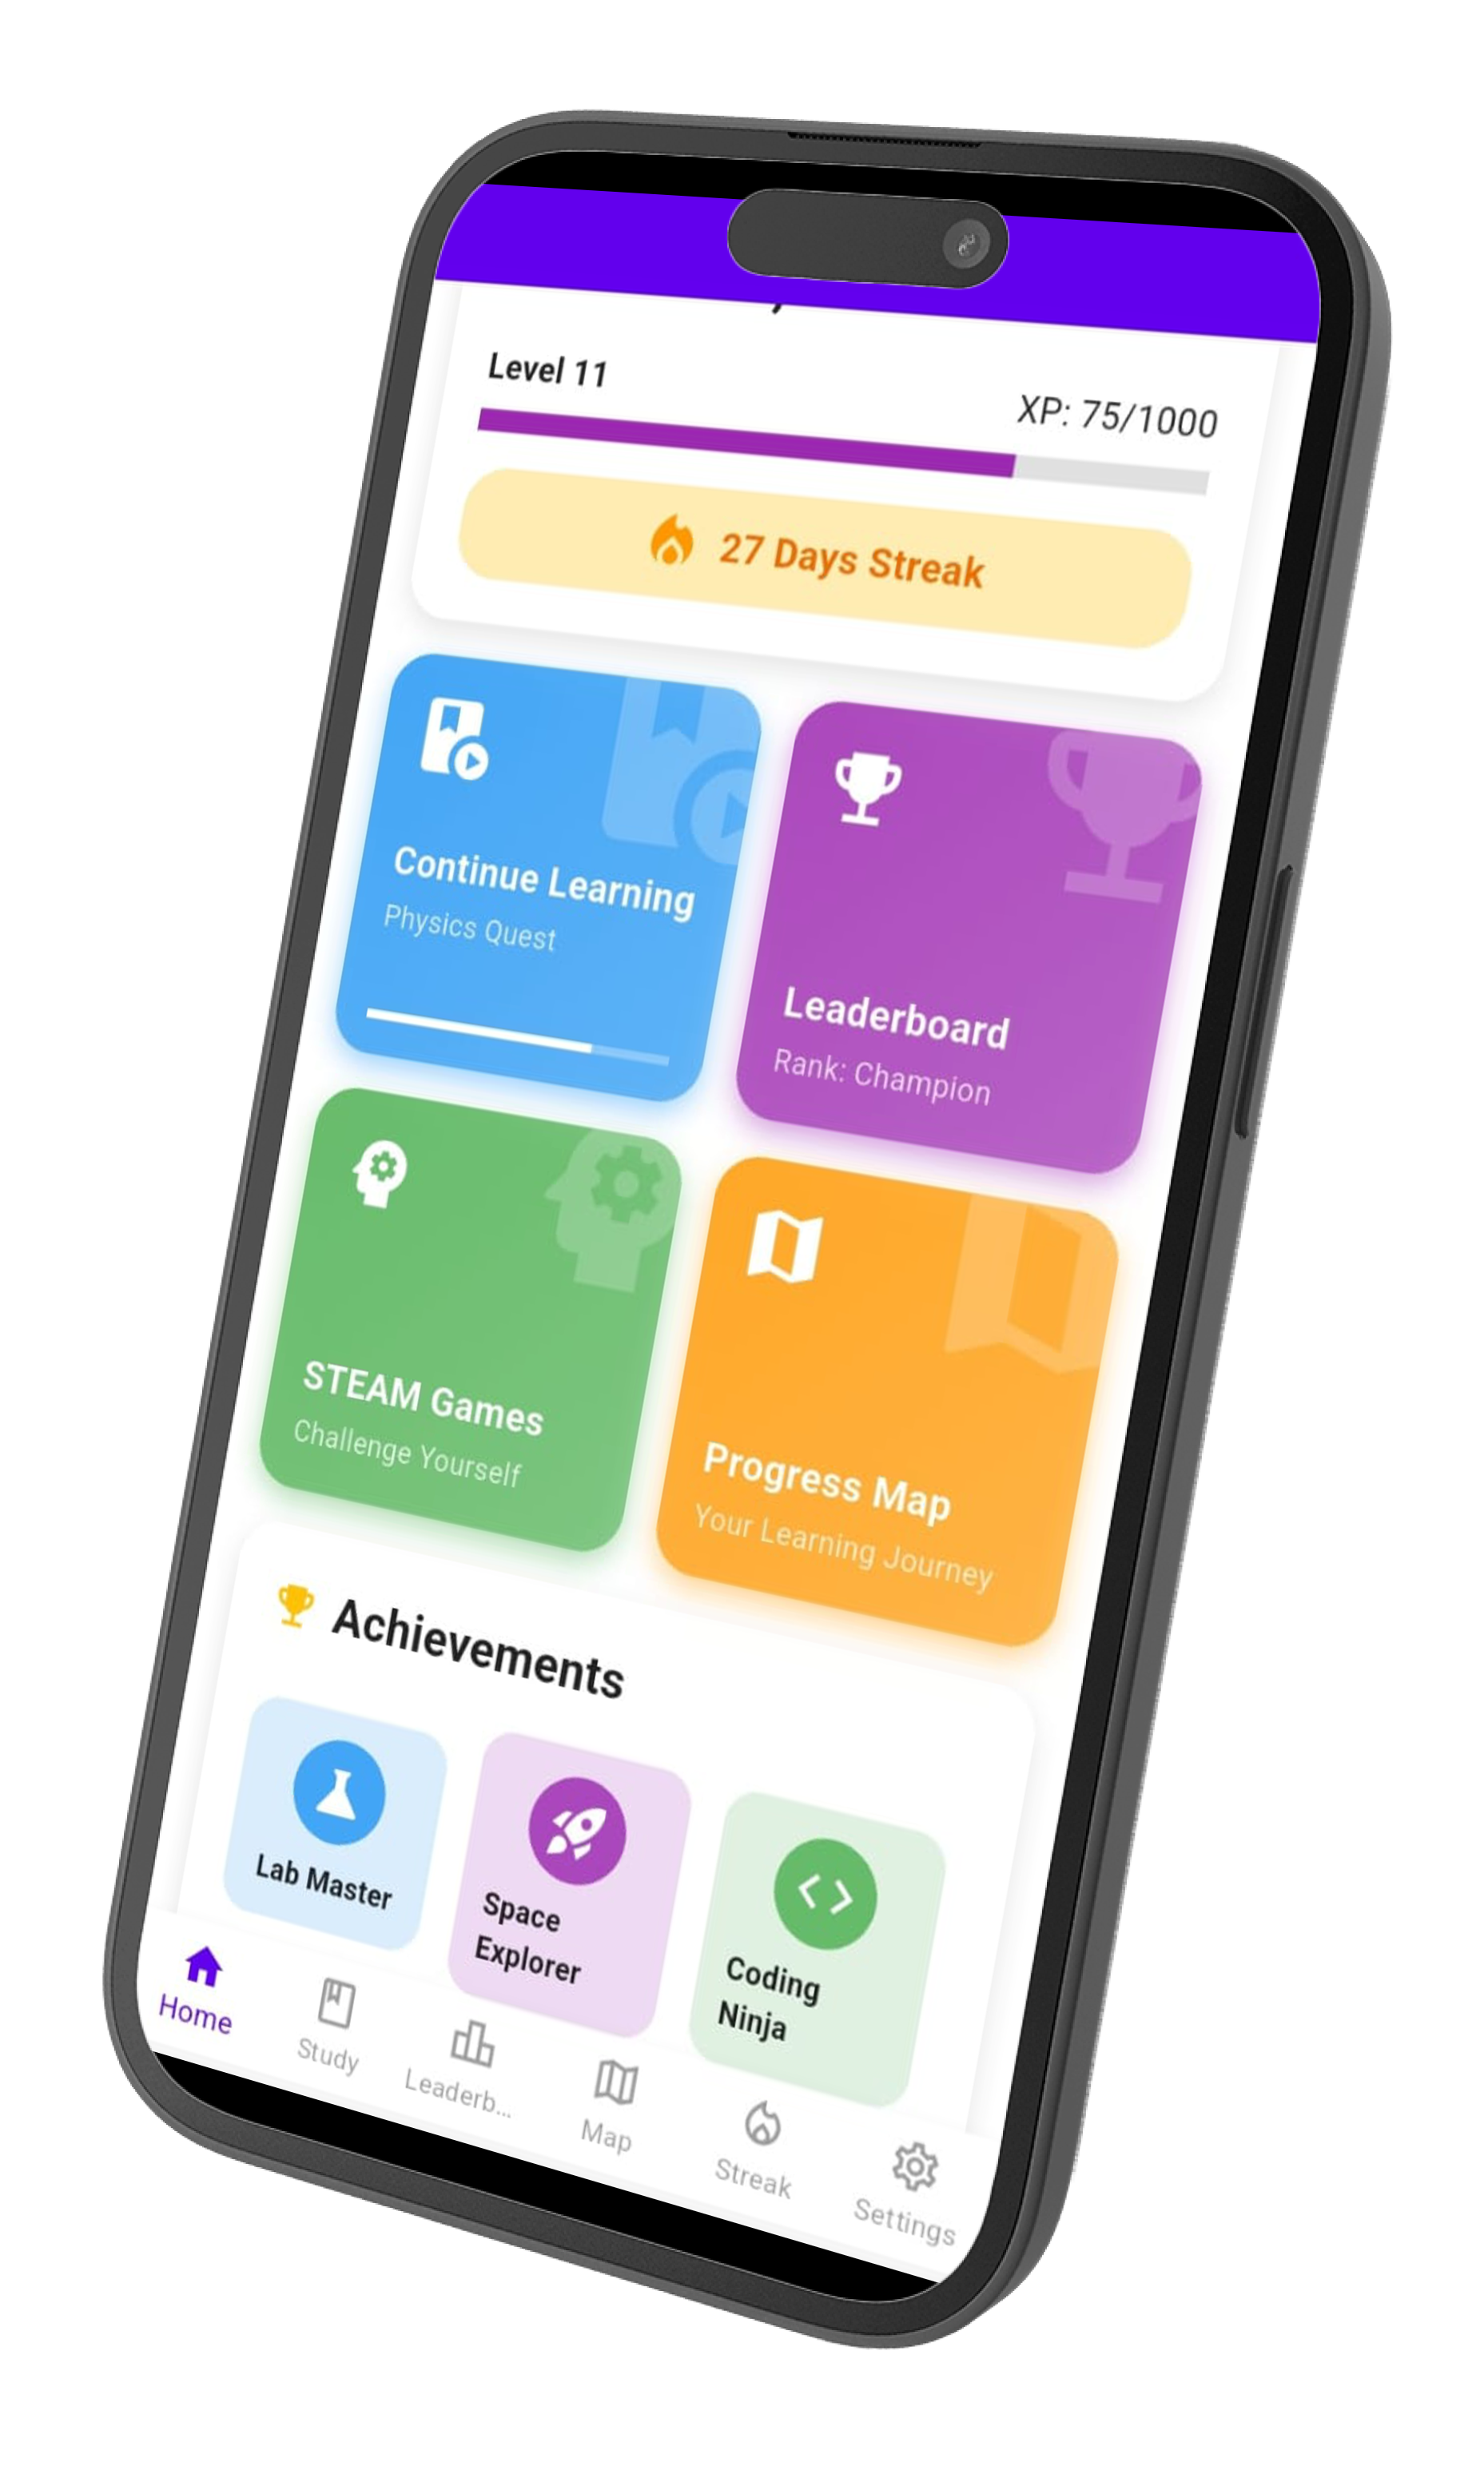 Level 11
XP: 75/1000
27 Days Streak
Continue Learning
Physics Quest
Leaderboard
Rank: Champion
STEAM Games
Challenge Yourself
Progress Map
Your Learning Journey
Achievements
Lab Master
Space
Explorer
Coding
Ninja
Home
Study
Leaderb...
Map
Streak
Settings